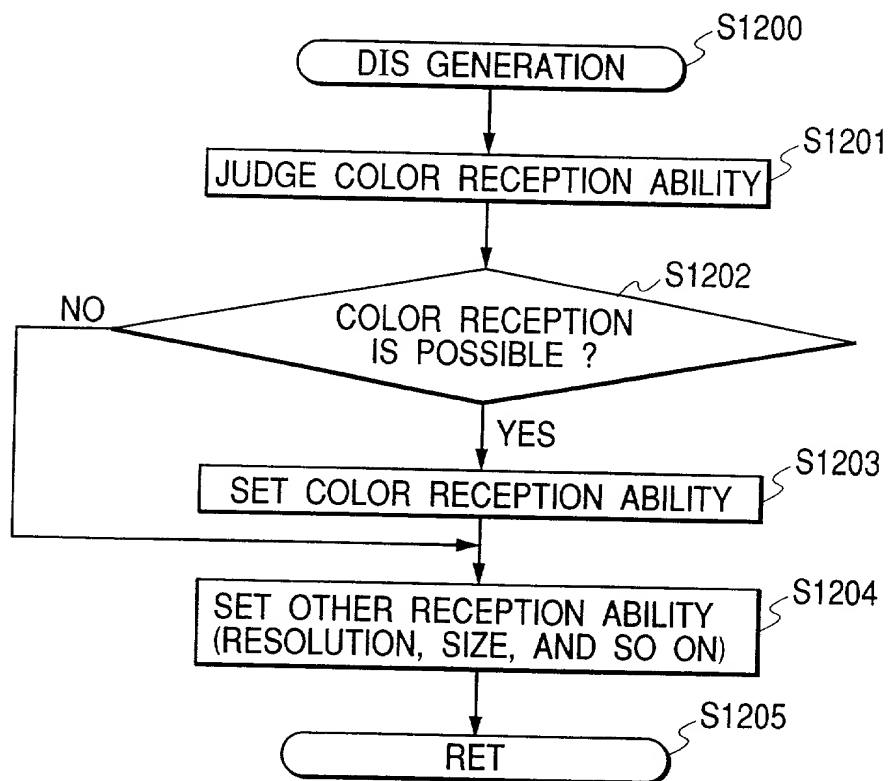 S1200
DIS GENERATION
S1201
JUDGE COLOR RECEPTION ABILITY
S1202
NO
COLOR RECEPTION
IS POSSIBLE ?
YES
S1203
SET COLOR RECEPTION ABILITY
S1204
SET OTHER RECEPTION ABILITY
(RESOLUTION, SIZE, AND SO ON)
S1205
RET